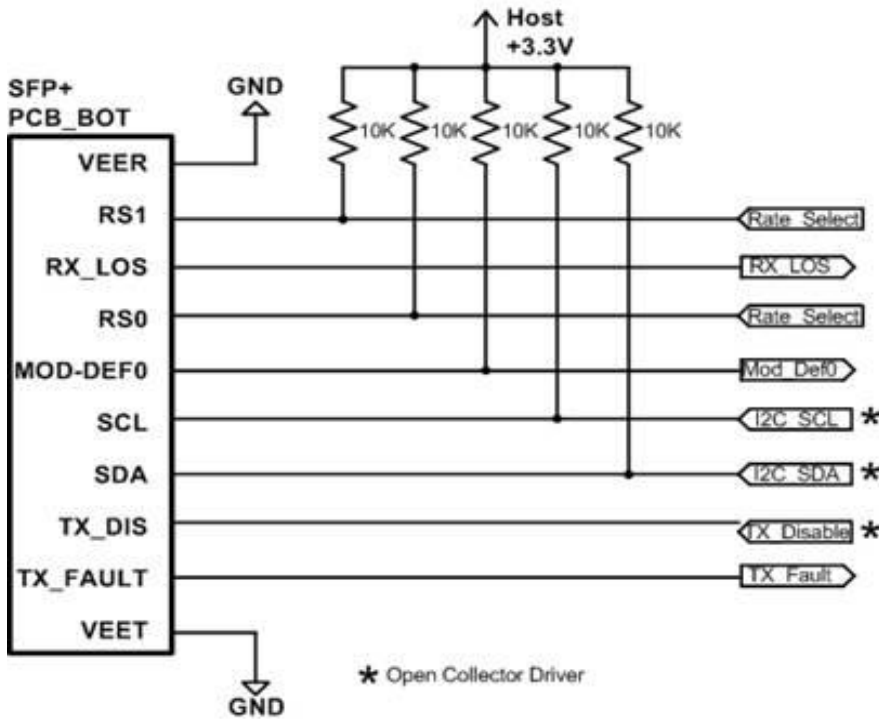 Host
+3.3V
SFP+
PCB_BOT
GND
10K
10K
10K
10K
10K
VEER
RS1
Rate_Select
RX_LOS
RX_LOS
RS0
Rate_Select
MOD-DEF0
Mod_Def0
SCL
I2C_SCL *
SDA
I2C_SDA *
TX_DIS
TX_Disable *
TX_FAULT
TX_Fault
VEET
GND
* Open Collector Driver